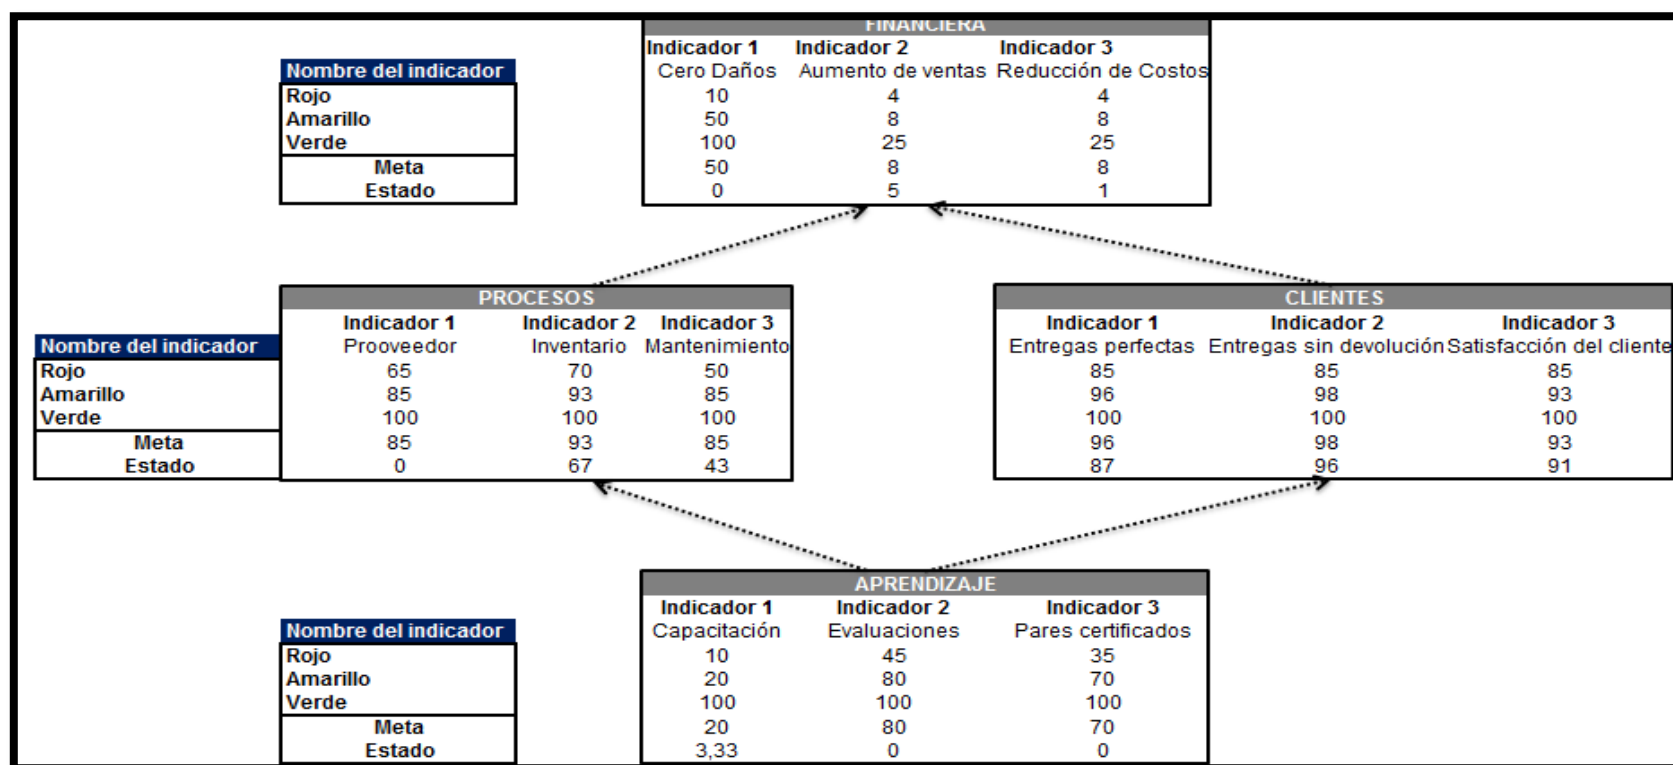 FINANCIERA
Indicador 1 Indicador 2 Indicador 3
Nombre del indicador Cero Daños Aumento de ventas Reducción de Costos
Rojo 10 4 4
Amarillo 50 8 8
Verde 100 25 25
Meta 50 8 8
Estado 0 5 1
PROCESOS
Indicador 1 Indicador 2 Indicador 3
Nombre del indicador Prooveedor Inventario Mantenimiento
Rojo 65 70 50
Amarillo 85 93 85
Verde 100 100 100
Meta 85 93 85
Estado 0 67 43
CLIENTES
Indicador 1 Indicador 2 Indicador 3
Entregas perfectas Entregas sin devolución Satisfacción del cliente
85 85 85
96 98 93
100 100 100
96 98 93
87 96 91
APRENDIZAJE
Indicador 1 Indicador 2 Indicador 3
Nombre del indicador Capacitación Evaluaciones Pares certificados
Rojo 10 45 35
Amarillo 20 80 70
Verde 100 100 100
Meta 20 80 70
Estado 3,33 0 0